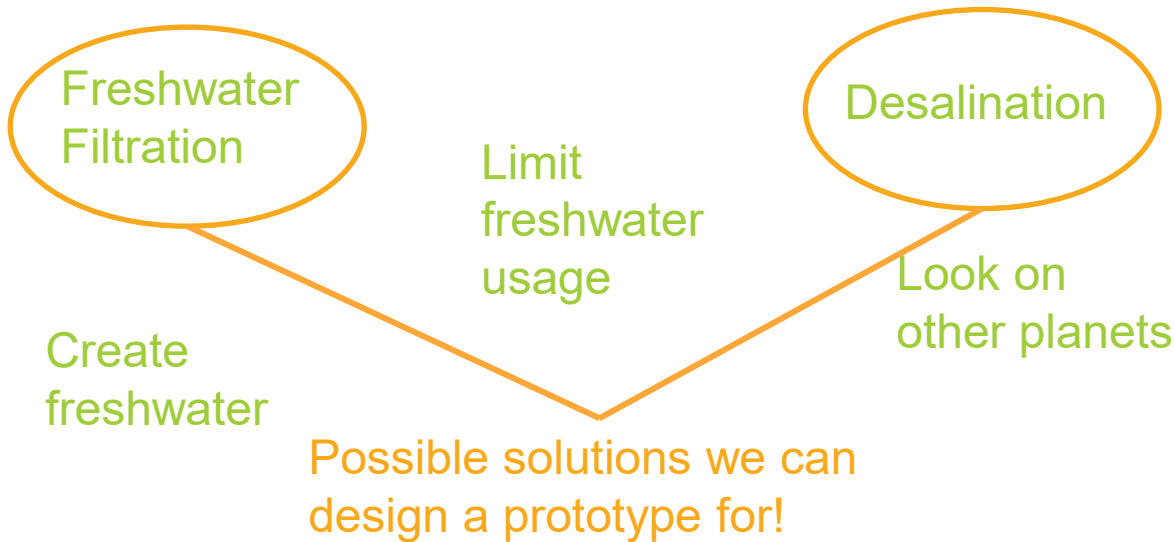 Freshwater
Filtration
Desalination
Limit
freshwater
usage
Look on
other planets
Create
freshwater
Possible solutions we can
design a prototype for!